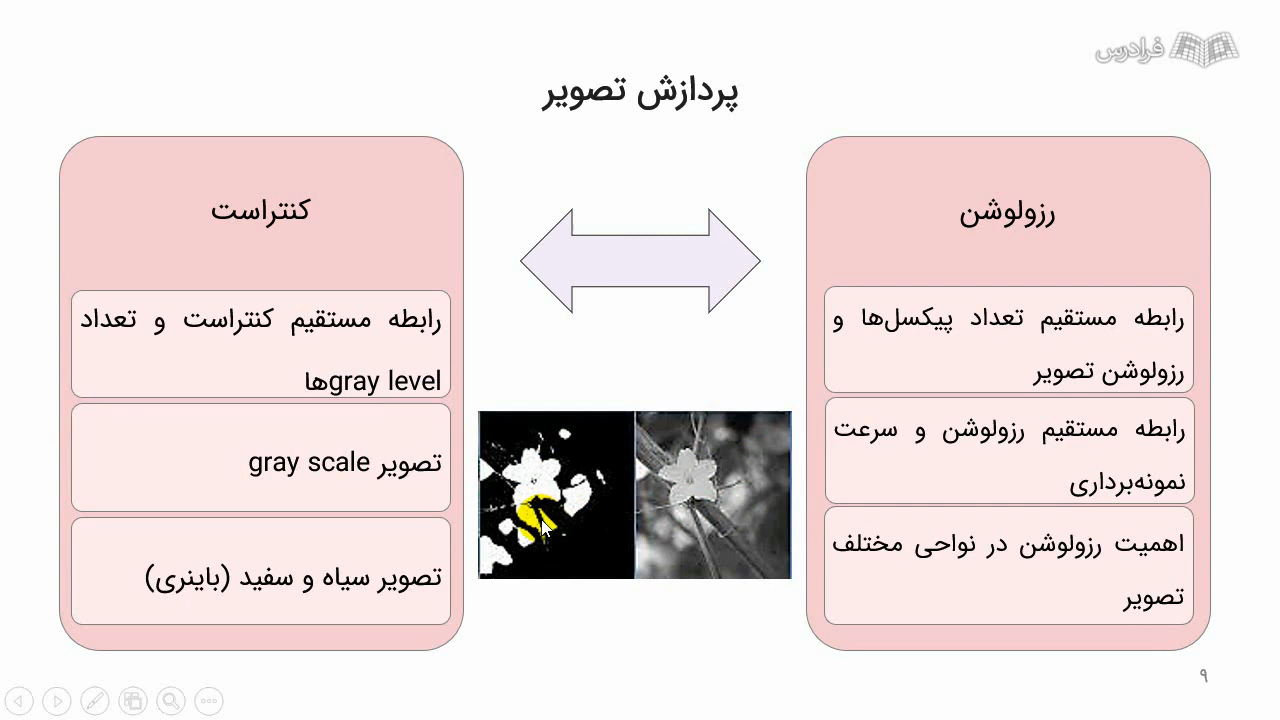 فرادرس
پردازش تصویر
رزولوشن
رابطه مستقیم تعداد پیکسل‌ها و
رزولوشن تصویر
رابطه مستقیم رزولوشن و سرعت
نمونه‌برداری
اهمیت رزولوشن در نواحی مختلف
تصویر
کنتراست
رابطه مستقیم کنتراست و تعداد
gray levelها
تصویر gray scale
تصویر سیاه و سفید (باینری)
۹